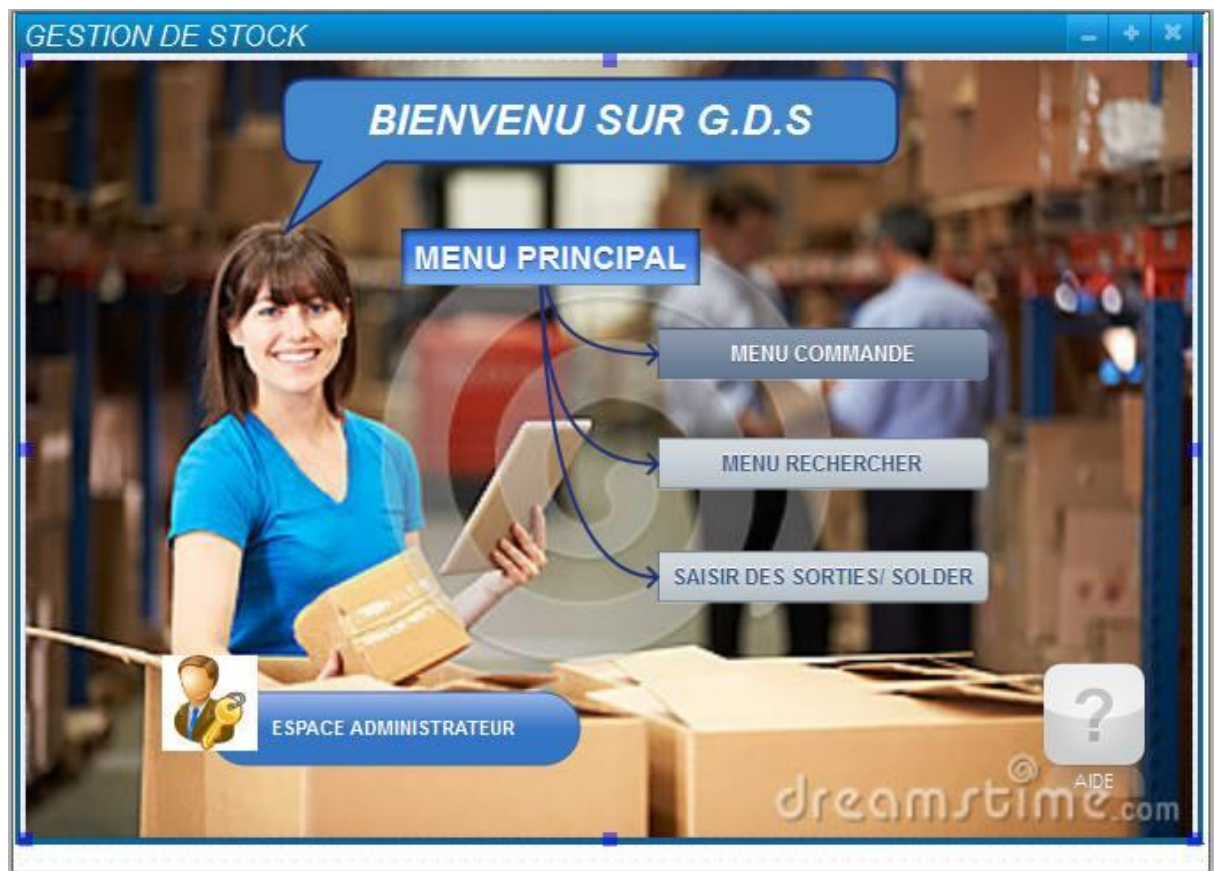 GESTION DE STOCK
BIENVENU SUR G.D.S
MENU PRINCIPAL
MENU COMMANDE
MENU RECHERCHER
SAISIR DES SORTIES/ SOLDER
ESPACE ADMINISTRATEUR
?
AIDE
dreamstime.com